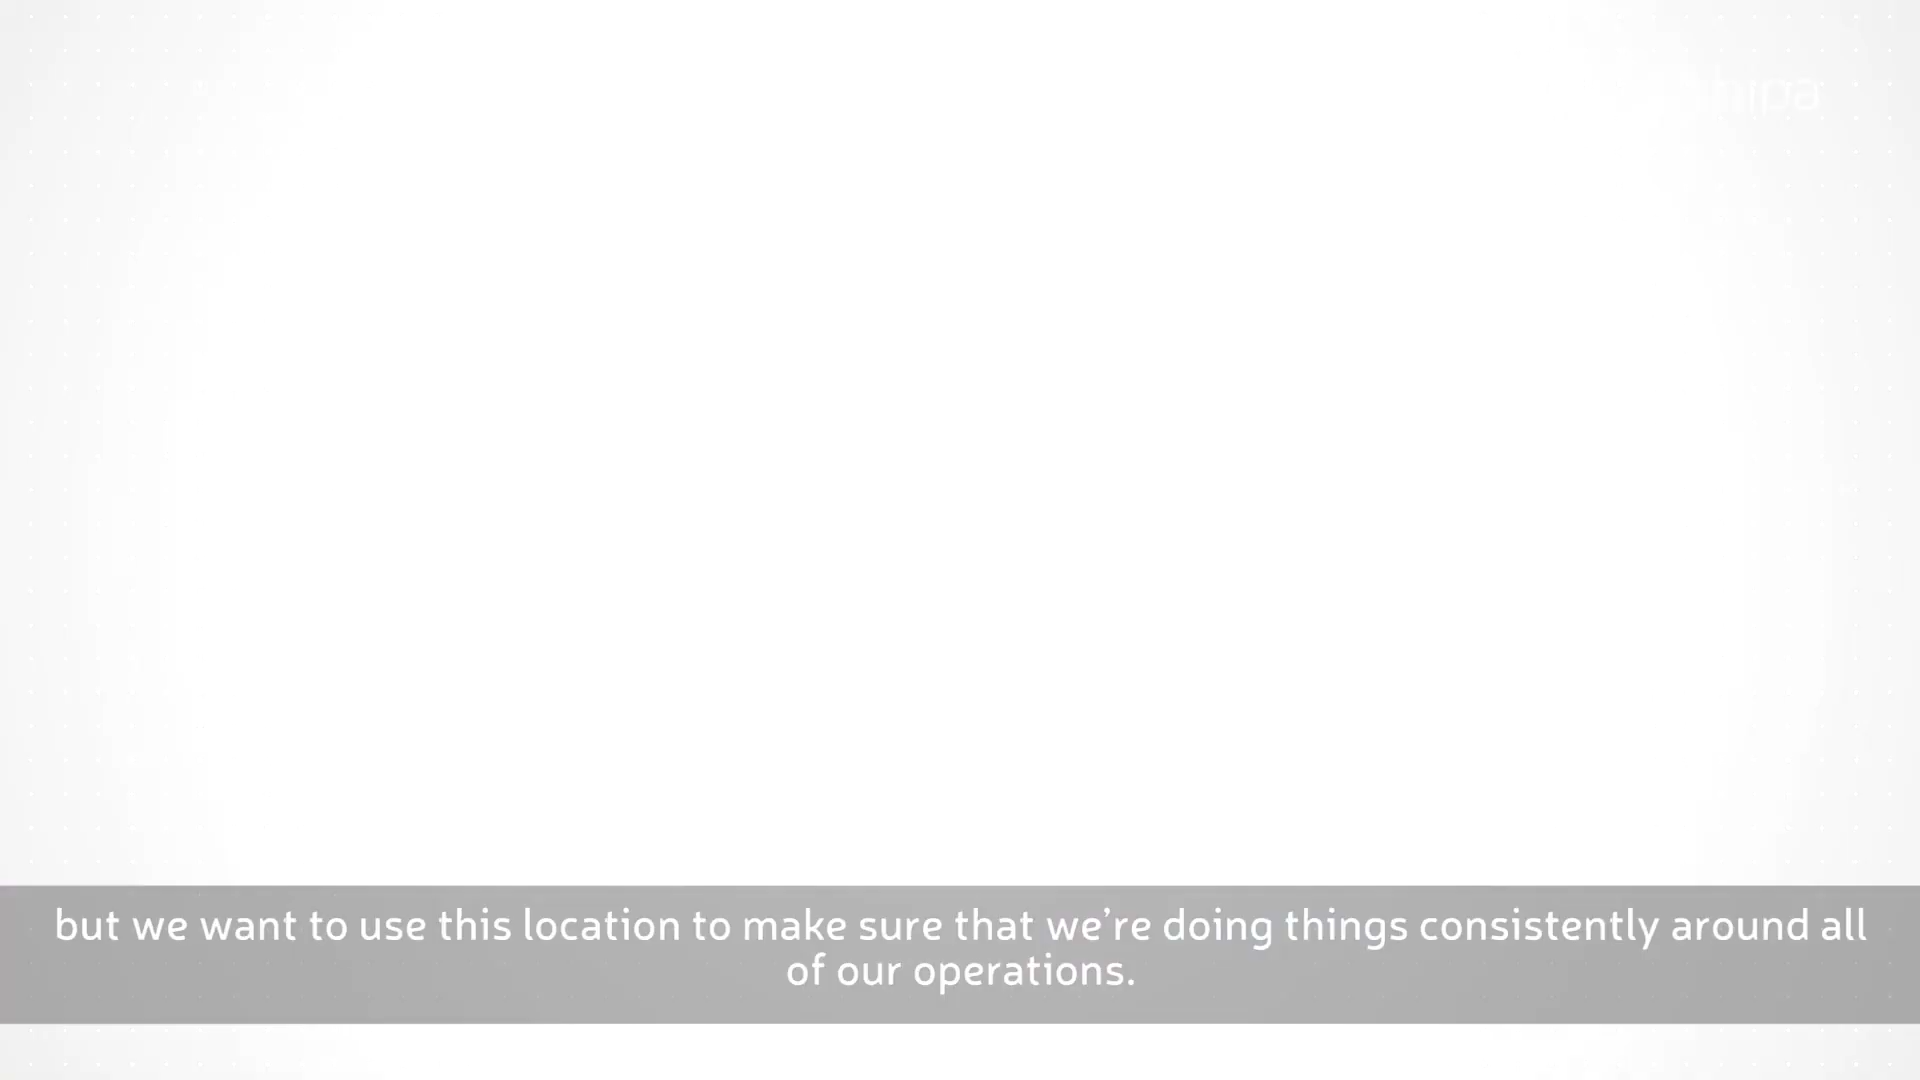 but we want to use this location to make sure that we’re doing things consistently around all
of our operations.